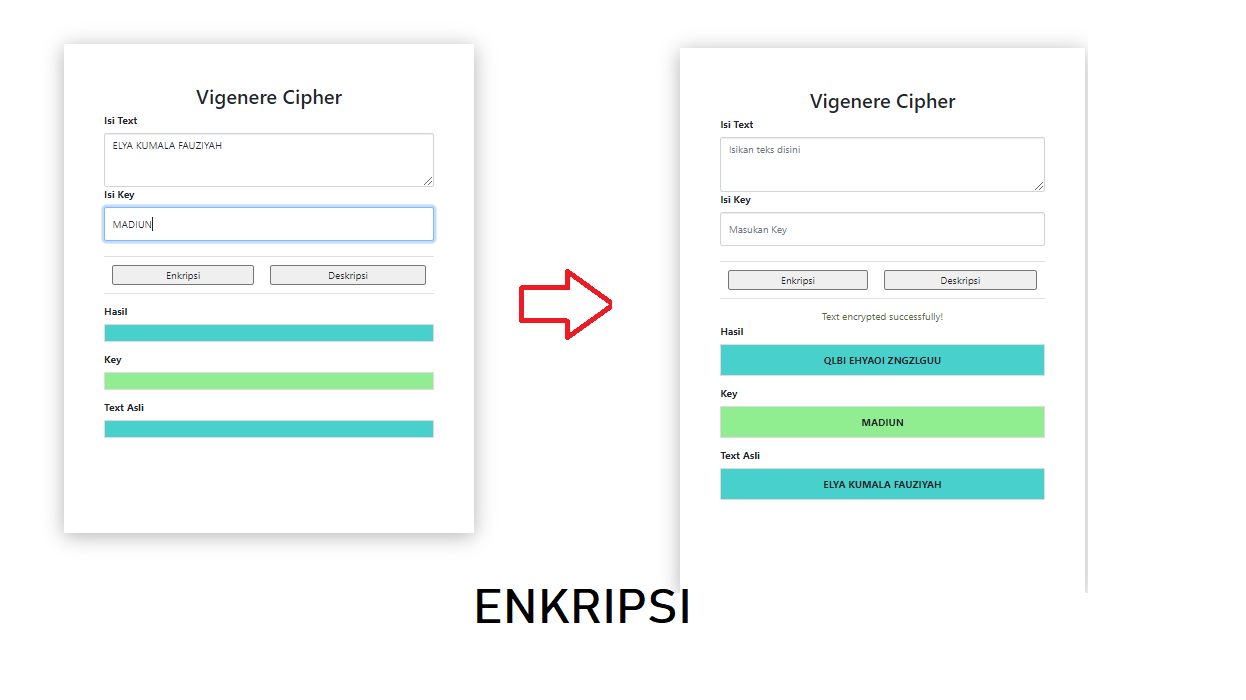 Vigenere Cipher
Isi Text
ELYA KUMALA FAUZIYAH
Isi Key
MADIUN
Enkripsi
Deskripsi
Hasil
Key
Text Asli
Vigenere Cipher
Isi Text
Isikan teks disini
Isi Key
Masukan Key
Enkripsi
Deskripsi
Text encrypted successfully!
Hasil
QLBI EHYAOI ZNGZLGUU
Key
MADIUN
Text Asli
ELYA KUMALA FAUZIYAH
ENKRIPSI